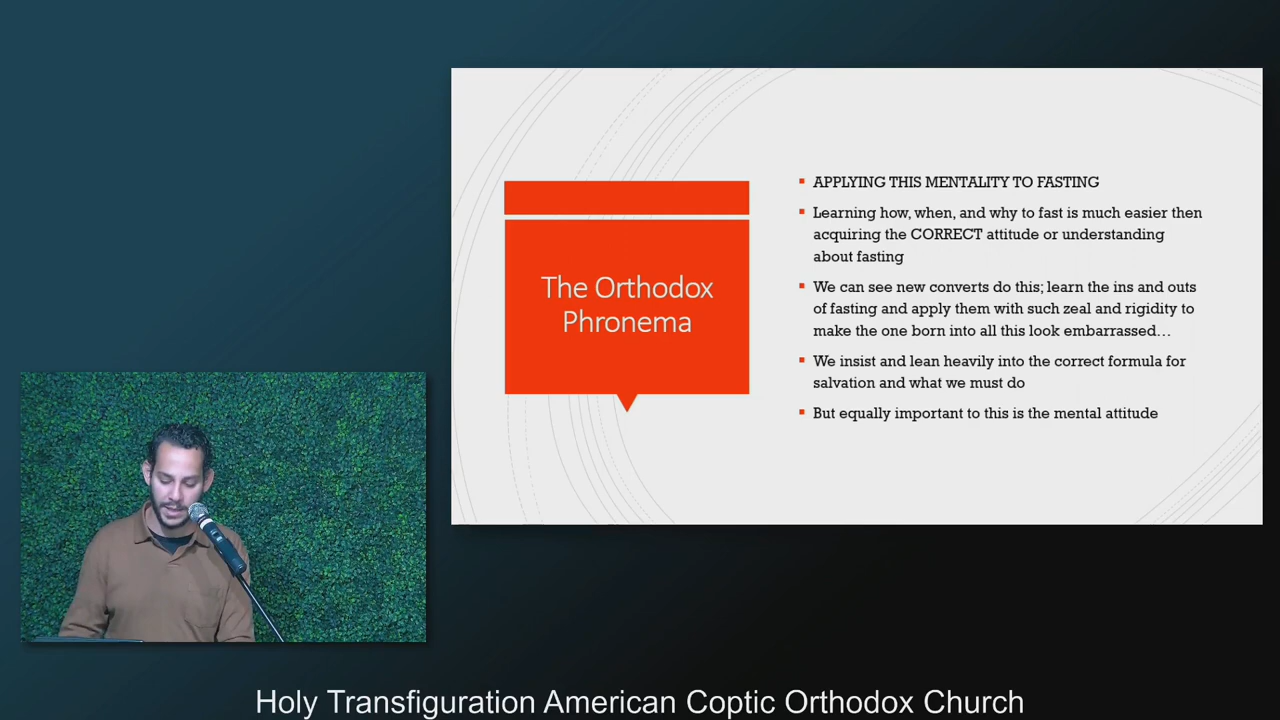 The Orthodox
Phronema
APPLYING THIS MENTALITY TO FASTING
Learning how, when, and why to fast is much easier then
acquiring the CORRECT attitude or understanding
about fasting
We can see new converts do this; learn the ins and outs
of fasting and apply them with such zeal and rigidity to
make the one born into all this look embarrassed…
We insist and lean heavily into the correct formula for
salvation and what we must do
But equally important to this is the mental attitude
Holy Transfiguration American Coptic Orthodox Church